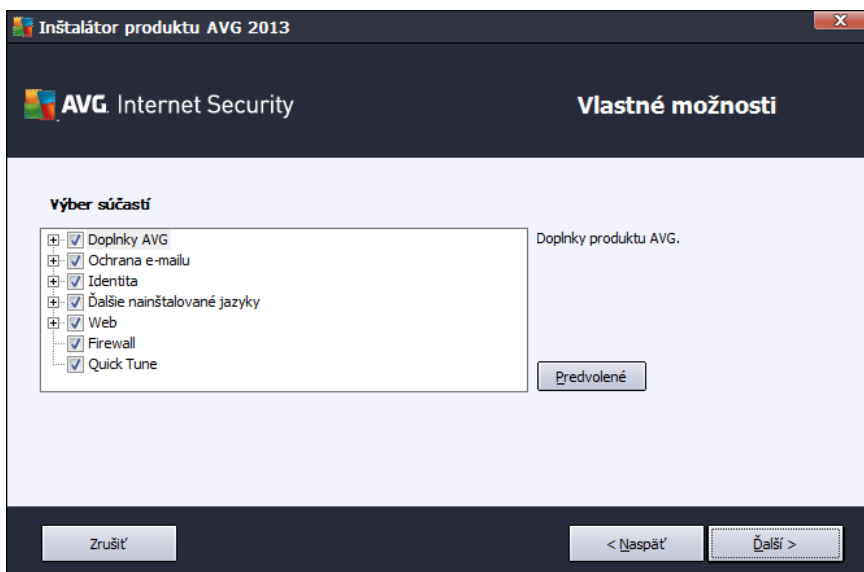 Inštalátor produktu AVG 2013
AVG. Internet Security
Vlastné možnosti
Výber súčastí
Doplnky AVG
Ochrana e-mailu
Identita
Ďalšie nainštalované jazyky
Web
Firewall
Quick Tune
Doplnky produktu AVG.
Predvolené
Zrušiť
< Naspäť
Ďalší >